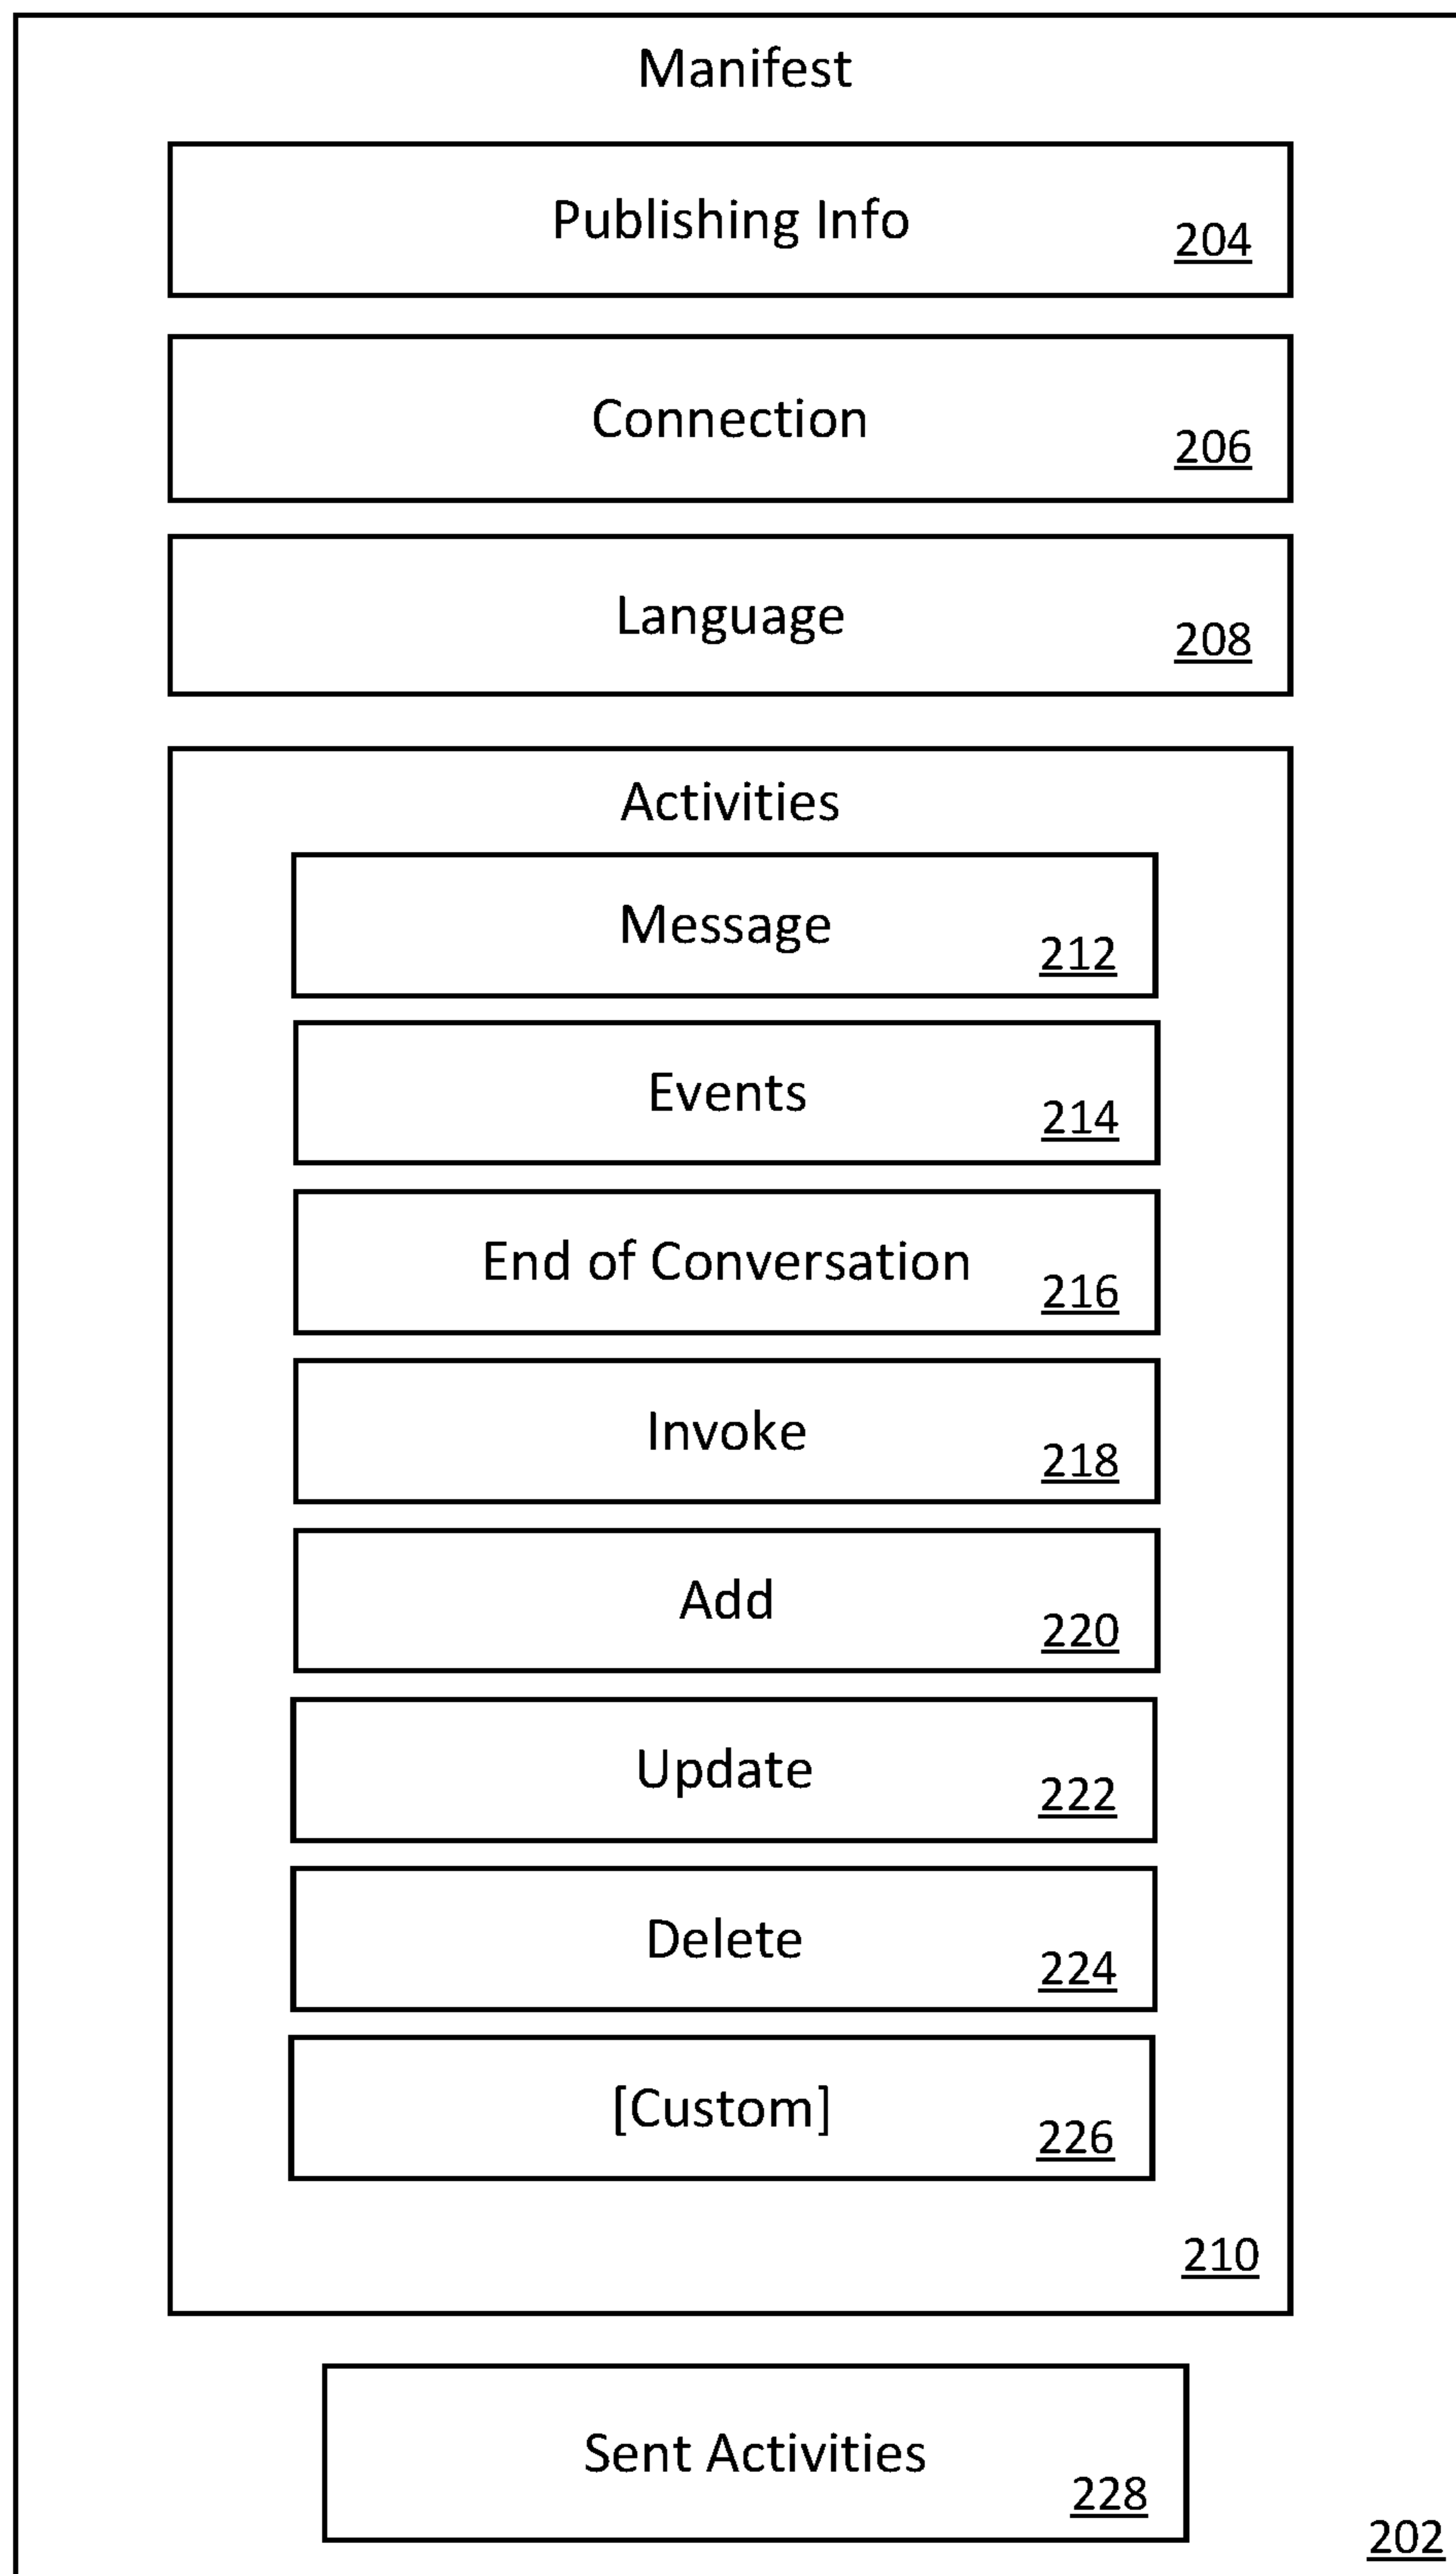 Manifest
Publishing Info
204
Connection
206
Language
208
Activities
Message
212
Events
214
End of Conversation
216
Invoke
218
Add
220
Update
222
Delete
224
[Custom]
226
210
Sent Activities
228
202